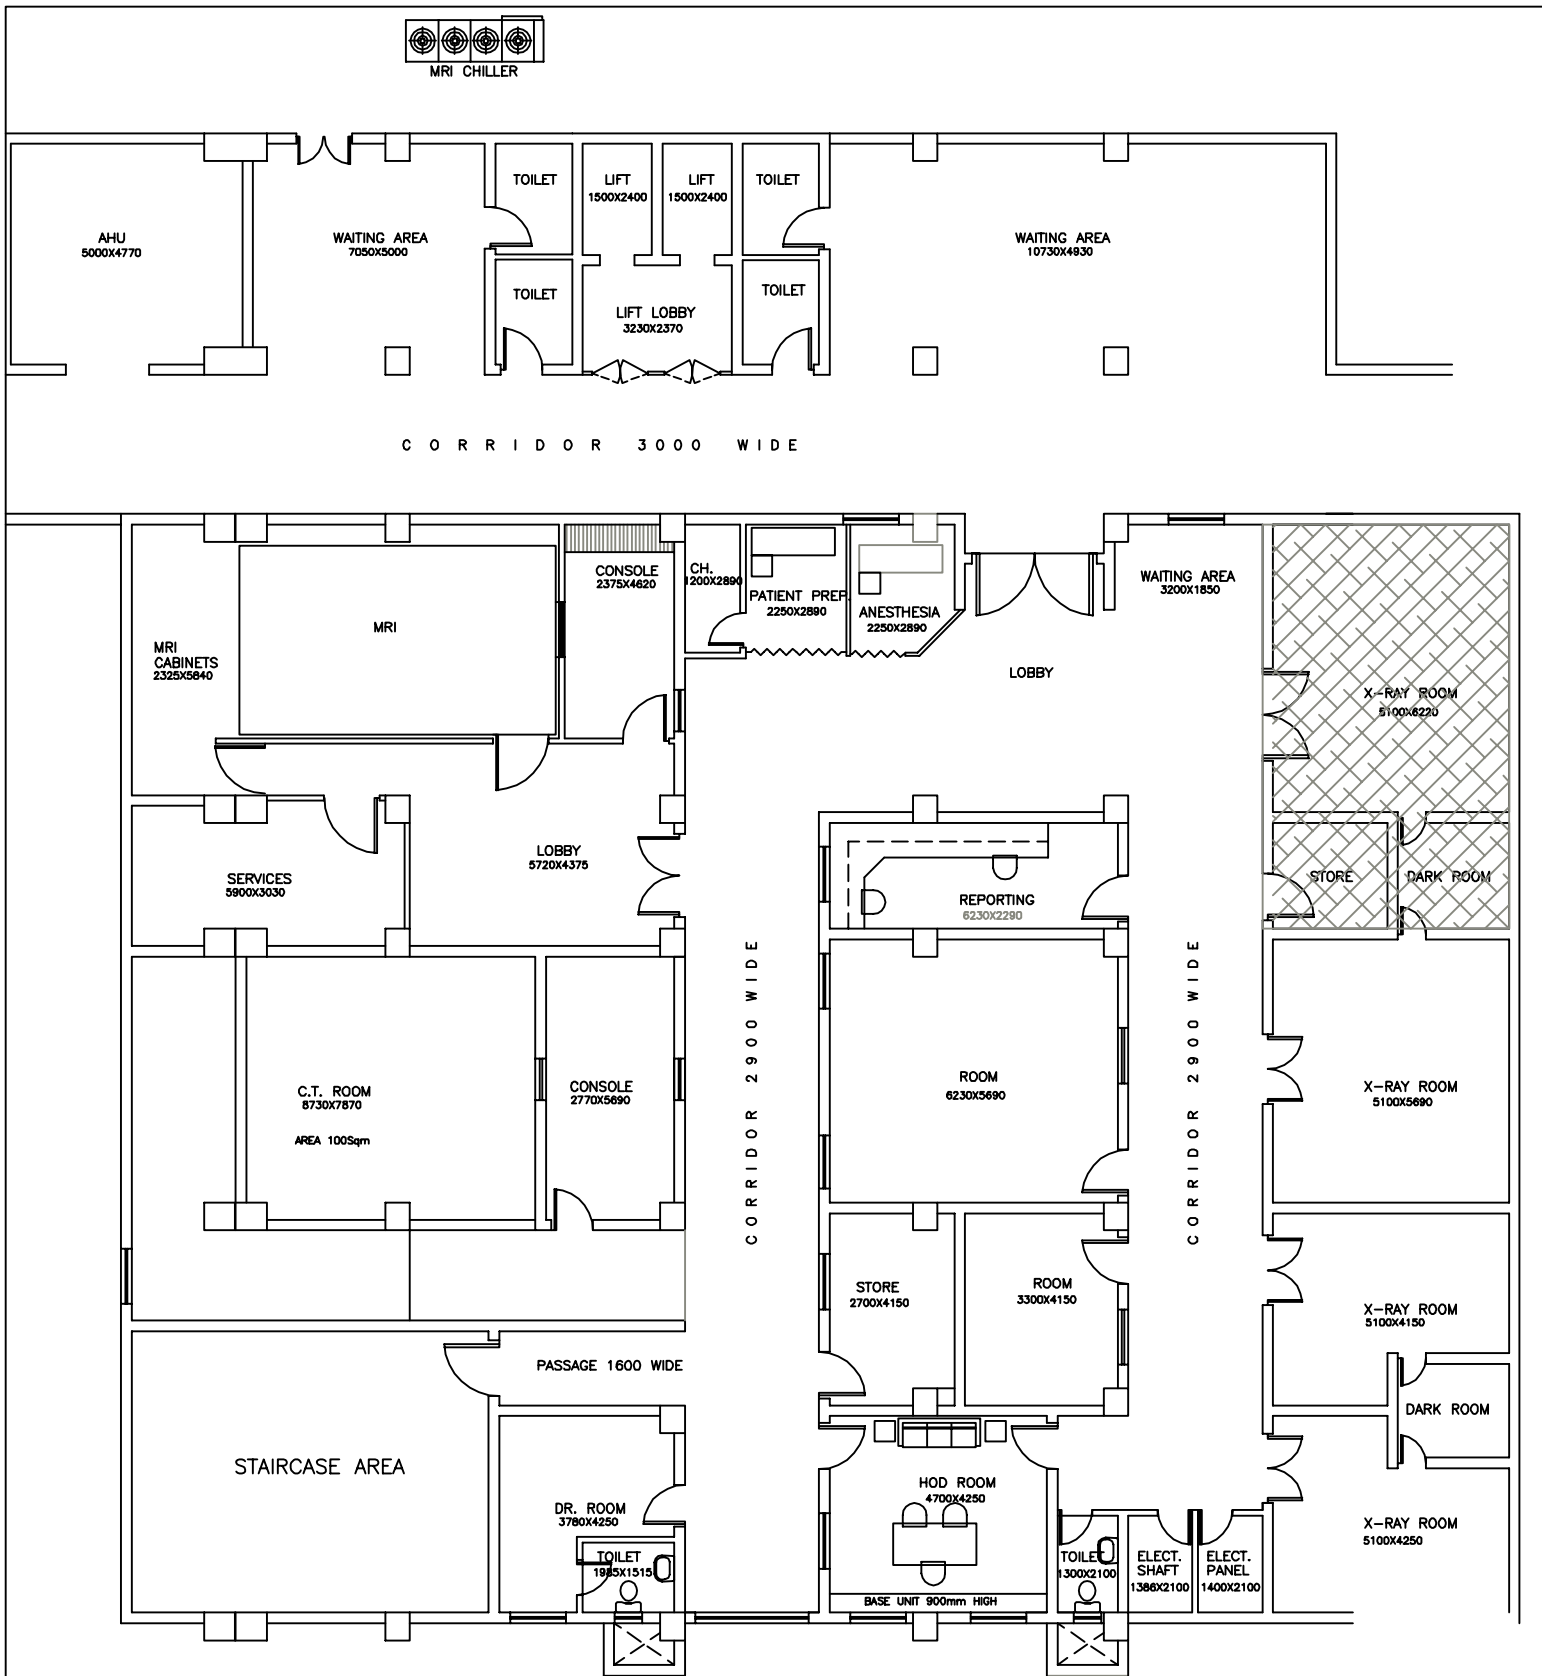 MRI CHILLER
TOILET
LIFT
1500X2400
LIFT
1500X2400
TOILET
AHU
5000X4770
WAITING AREA
7050X5000
WAITING AREA
10730X4930
TOILET
LIFT LOBBY
3230X2370
TOILET
CORRIDOR 3000 WIDE
CONSOLE
2375X4620
CH.
1200X2890
PATIENT PREP.
2250X2890
ANESTHESIA
2250X2890
WAITING AREA
3200X1850
MRI
MRI
CABINETS
2325X5840
LOBBY
X-RAY ROOM
5100X6220
LOBBY
5720X4375
SERVICES
5900X3030
REPORTING
6230X2290
STORE
DARK ROOM
CORRIDOR 2900 WIDE
CORRIDOR 2900 WIDE
C.T. ROOM
8730X7870
AREA 100Sqm
CONSOLE
2770X5690
ROOM
6230X5690
X-RAY ROOM
5100X5690
STORE
2700X4150
ROOM
3300X4150
X-RAY ROOM
5100X4150
PASSAGE 1600 WIDE
DARK ROOM
STAIRCASE AREA
DR. ROOM
3780X4250
HOD ROOM
4700X4250
X-RAY ROOM
5100X4250
TOILET
1985X1515
TOILET
1300X2100
ELECT.
SHAFT
1386X2100
ELECT.
PANEL
1400X2100
BASE UNIT 900mm HIGH